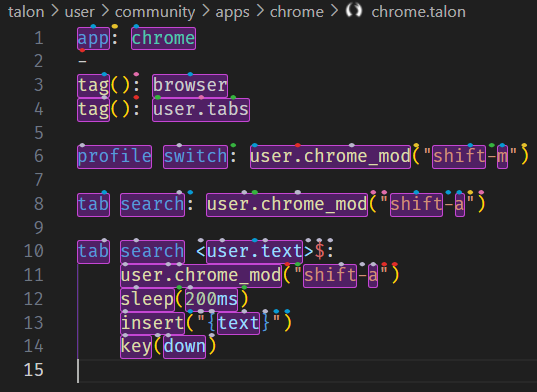 talon > user > community > apps > chrome > chrome.talon
1 app: chrome
2 -
3 tag(): browser
4 tag(): user.tabs
5
6 profile switch: user.chrome_mod("shift-m")
7
8 tab search: user.chrome_mod("shift-a")
9
10 tab search <user.text>$:
11     user.chrome_mod("shift-a")
12     sleep(200ms)
13     insert("{text}")
14     key(down)
15